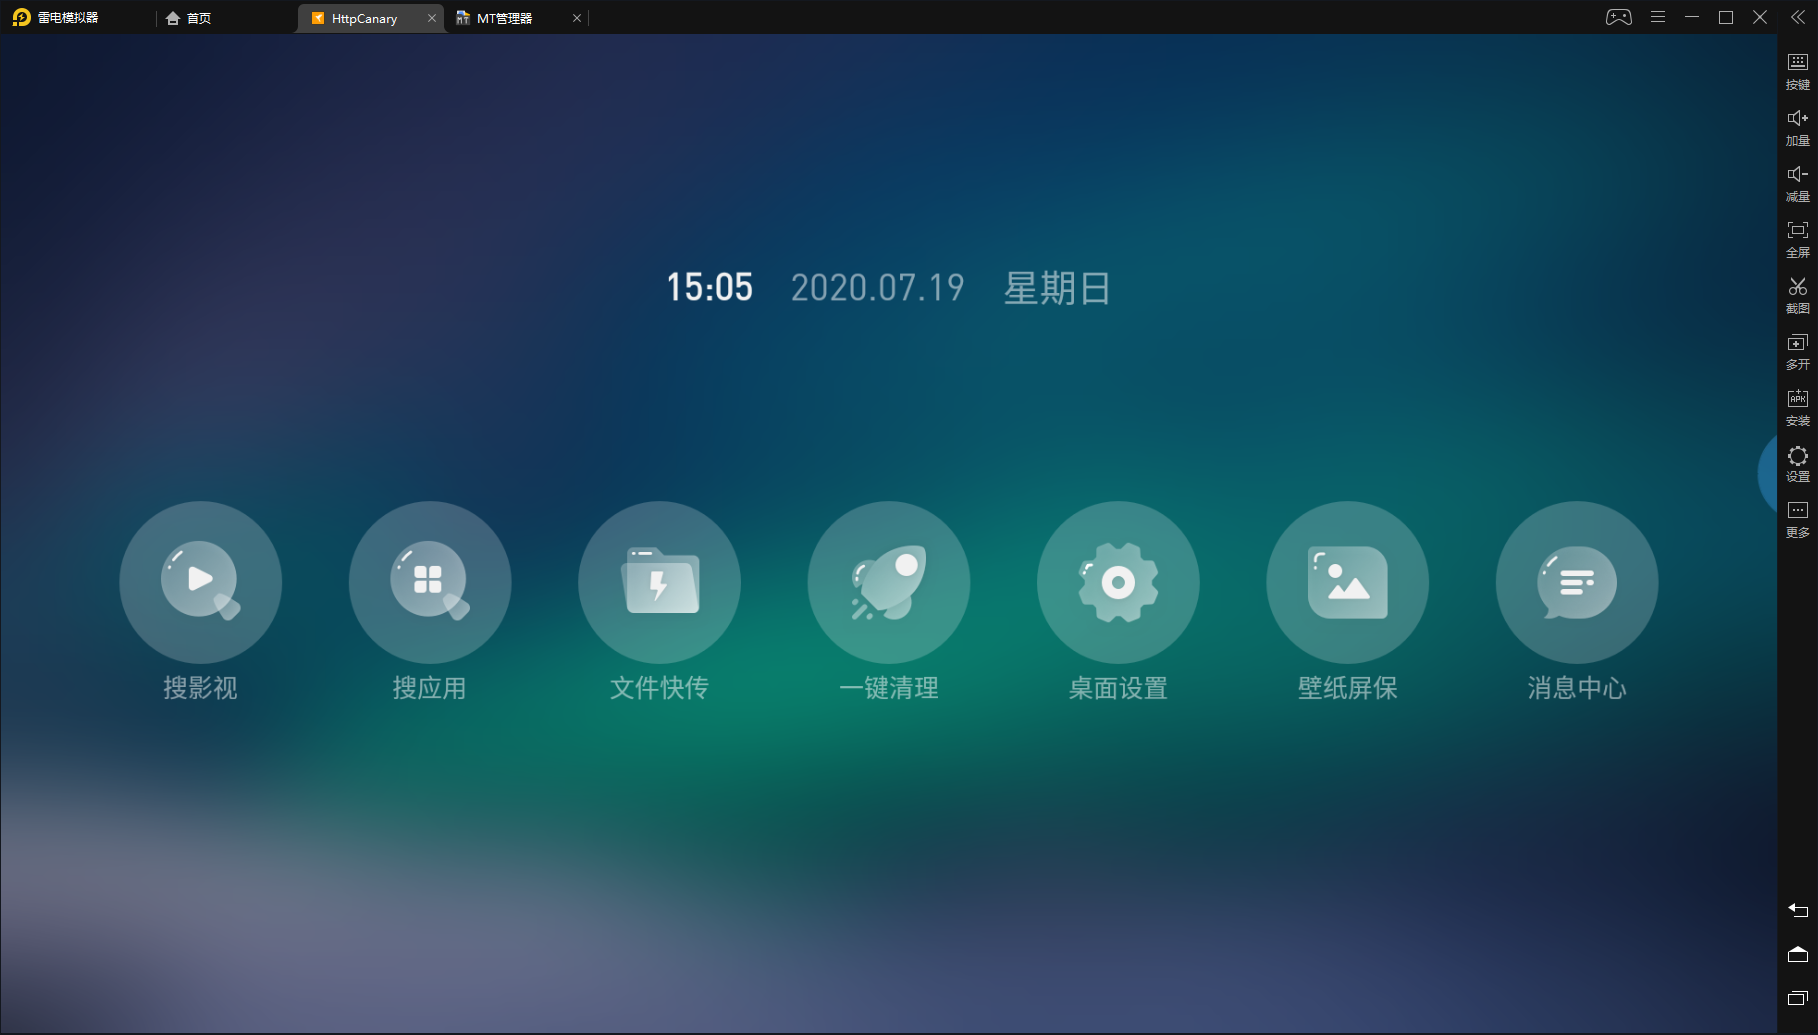 雷电模拟器
首页
HttpCanary
MT管理器
15:05 2020.07.19 星期日
搜影视
搜应用
文件快传
一键清理
桌面设置
壁纸屏保
消息中心
按键
加量
减量
全屏
截图
多开
APK
安装
设置
更多